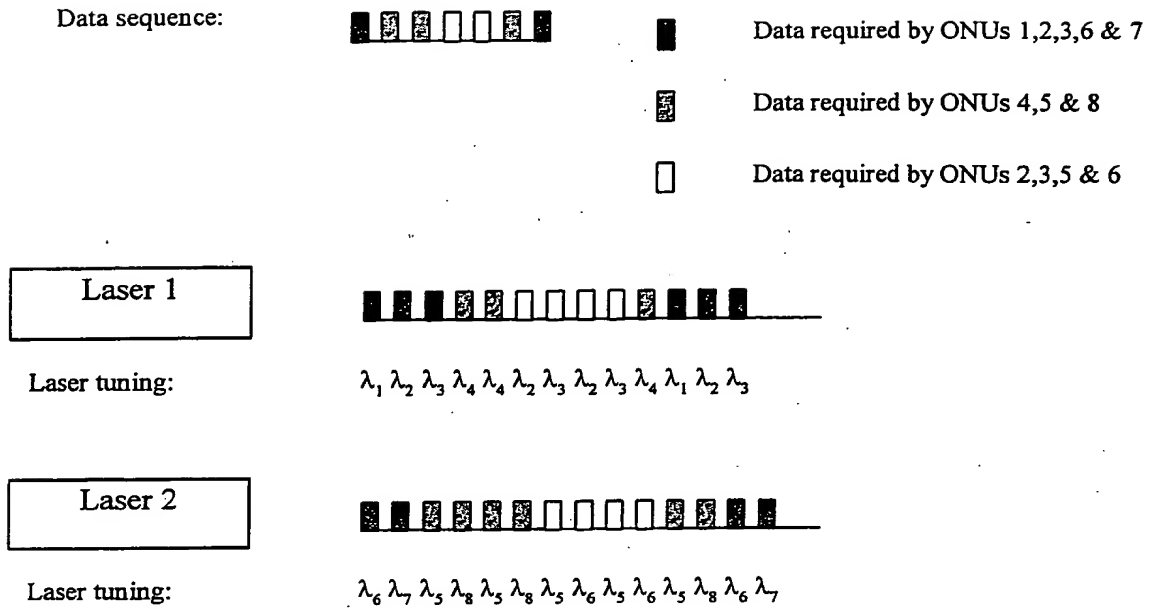 Data sequence:
Data required by ONUs 1,2,3,6 & 7
Data required by ONUs 4,5 & 8
Data required by ONUs 2,3,5 & 6
Laser 1
Laser tuning: λ₁ λ₂ λ₃ λ₄ λ₄ λ₂ λ₃ λ₂ λ₃ λ₄ λ₁ λ₂ λ₃
Laser 2
Laser tuning: λ₆ λ₇ λ₅ λ₈ λ₅ λ₈ λ₅ λ₆ λ₅ λ₆ λ₅ λ₈ λ₆ λ₇